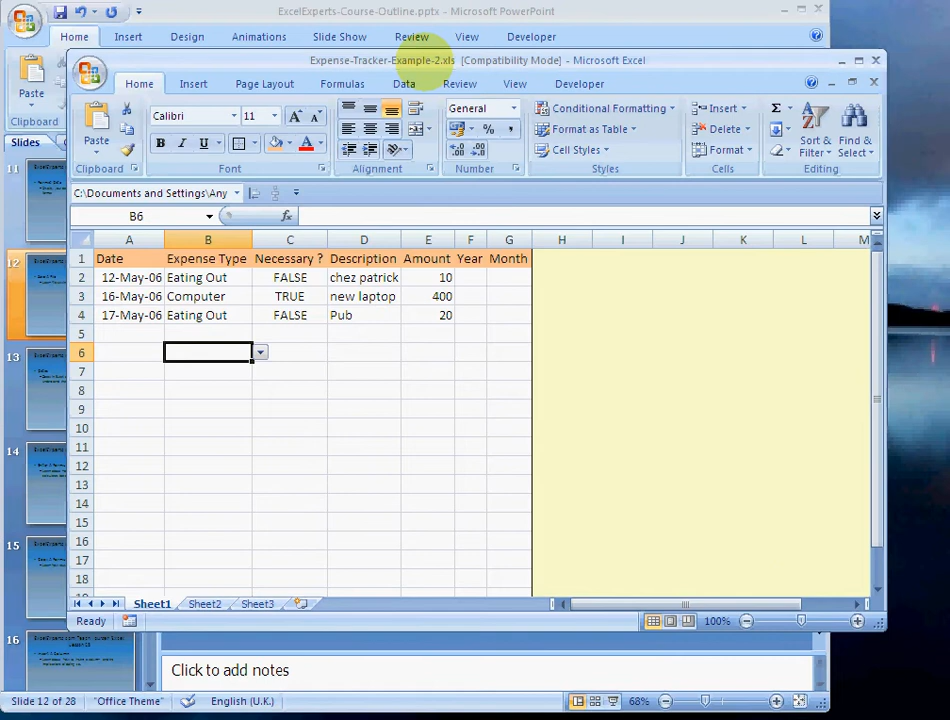 ExcelExperts-Course-Outline.pptx - Microsoft PowerPoint
Home Insert Design Animations Slide Show Review View Developer
Paste
Clipboard
Slides
11
12
13
14
15
16
Expense-Tracker-Example-2.xls [Compatibility Mode] - Microsoft Excel
Home Insert Page Layout Formulas Data Review View Developer
Paste
Calibri 11
B I U
A A
General
% ,
Conditional Formatting
Format as Table
Cell Styles
Insert
Delete
Format
Σ
Sort & Filter
Find & Select
Clipboard Font Alignment Number Styles Cells Editing
C:\Documents and Settings\Any
B6 fx
A B C D E F G H I J K L M
1 Date Expense Type Necessary ? Description Amount Year Month
2 12-May-06 Eating Out FALSE chez patrick 10
3 16-May-06 Computer TRUE new laptop 400
4 17-May-06 Eating Out FALSE Pub 20
5
6
7
8
9
10
11
12
13
14
15
16
17
18
Sheet1 Sheet2 Sheet3
Ready 100%
Click to add notes
Slide 12 of 28 "Office Theme" English (U.K.) 68%